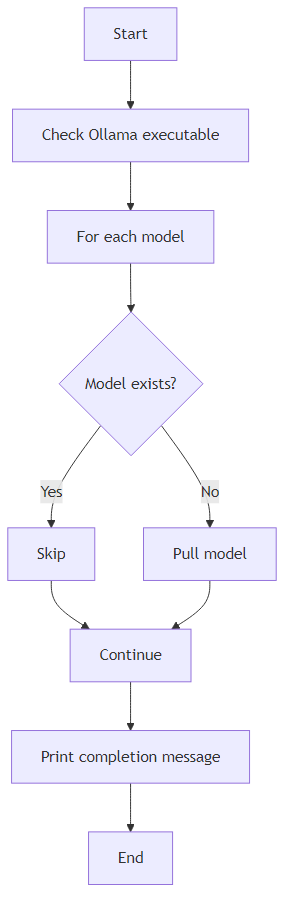 Start
Check Ollama executable
For each model
Model exists?
Yes
No
Skip
Pull model
Continue
Print completion message
End